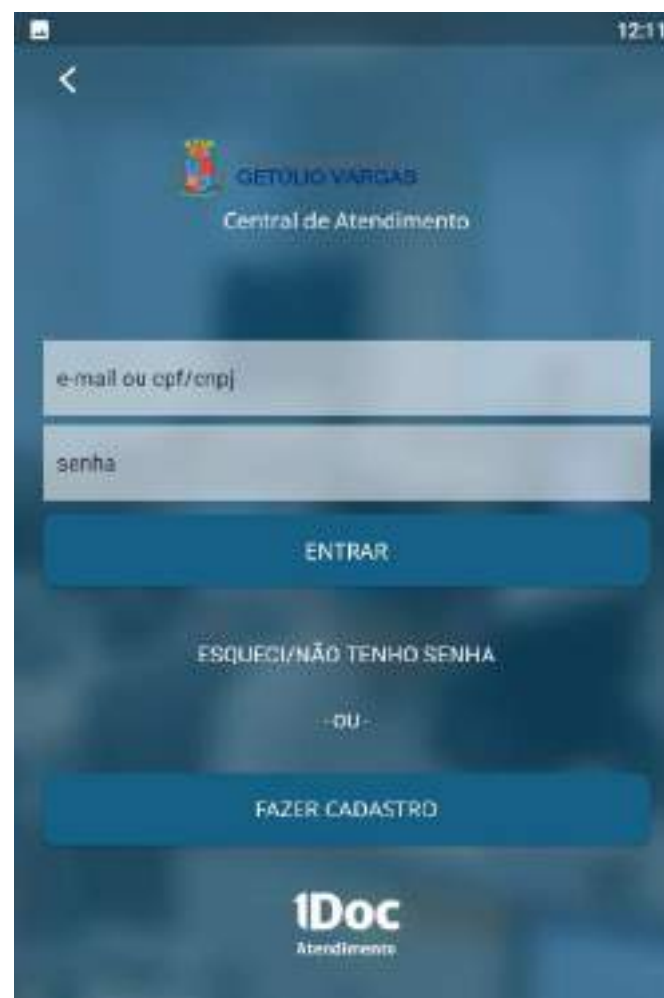 12:11
GETÚLIO VARGAS
Central de Atendimento
e-mail ou cpf/cnpj
senha
ENTRAR
ESQUECI/NÃO TENHO SENHA
-OU-
FAZER CADASTRO
1Doc
Atendimento